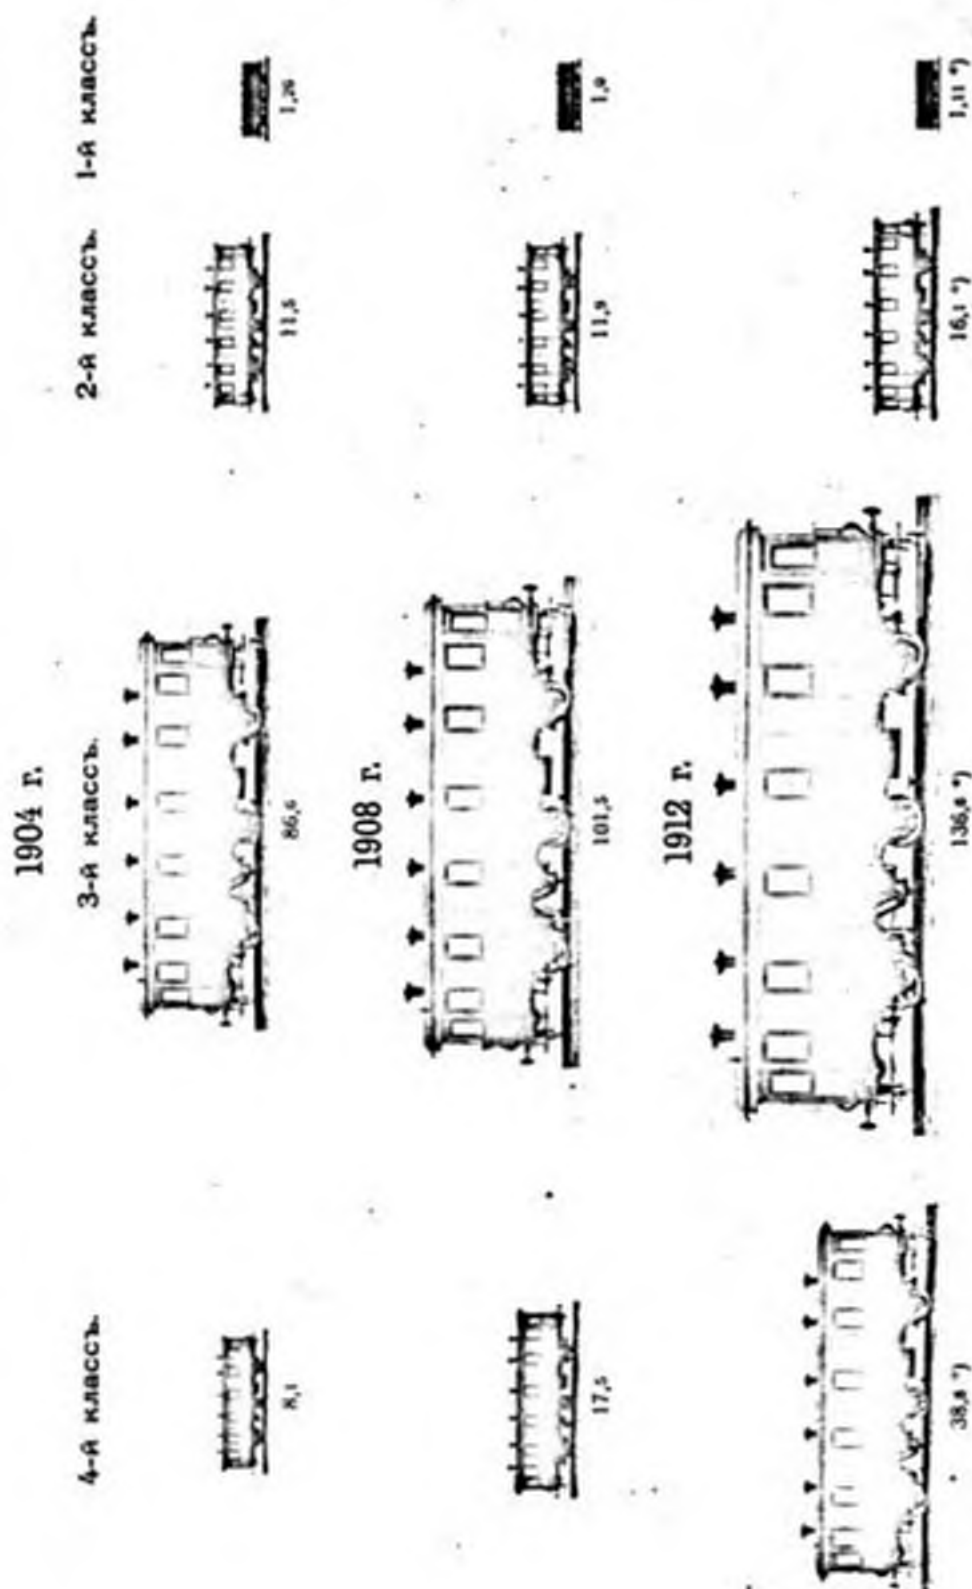 1904 г.
4-й классъ. 3-й классъ. 2-й классъ. 1-й классъ.
8,1 86,6 11,5 1,26
1908 г.
17,5 101,5 11,9 1,0
1912 г.
38,8 *) 136,6 *) 16,1 *) 1,11 *)